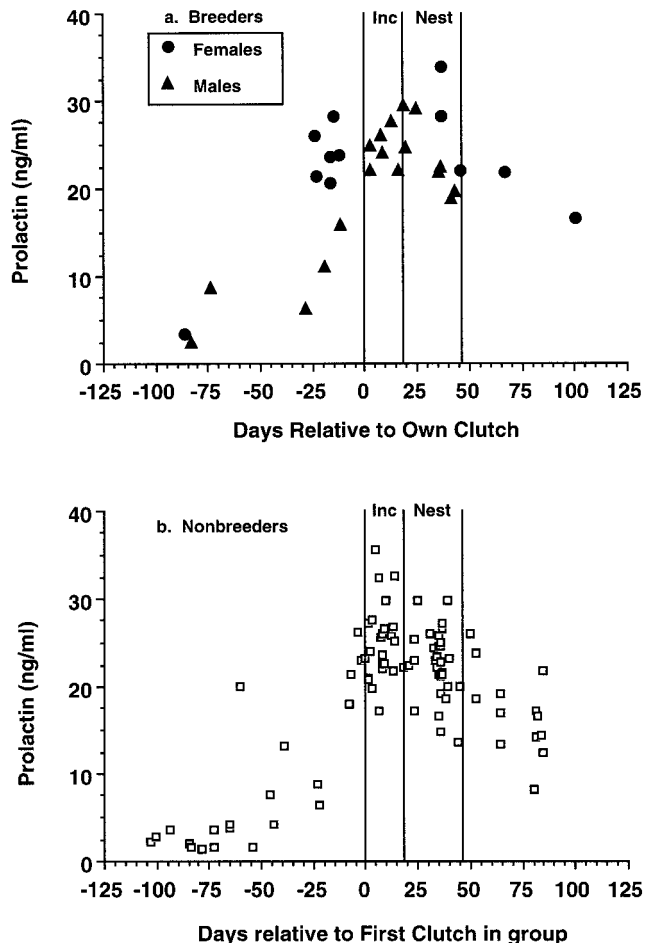 40
a. Breeders
Inc
Nest
Females
Males
30
20
10
0
Prolactin (ng/ml)
-125 -100 -75 -50 -25 0 25 50 75 100 125
Days Relative to Own Clutch
40
b. Nonbreeders
Inc
Nest
30
20
10
0
Prolactin (ng/ml)
-125 -100 -75 -50 -25 0 25 50 75 100 125
Days relative to First Clutch in group